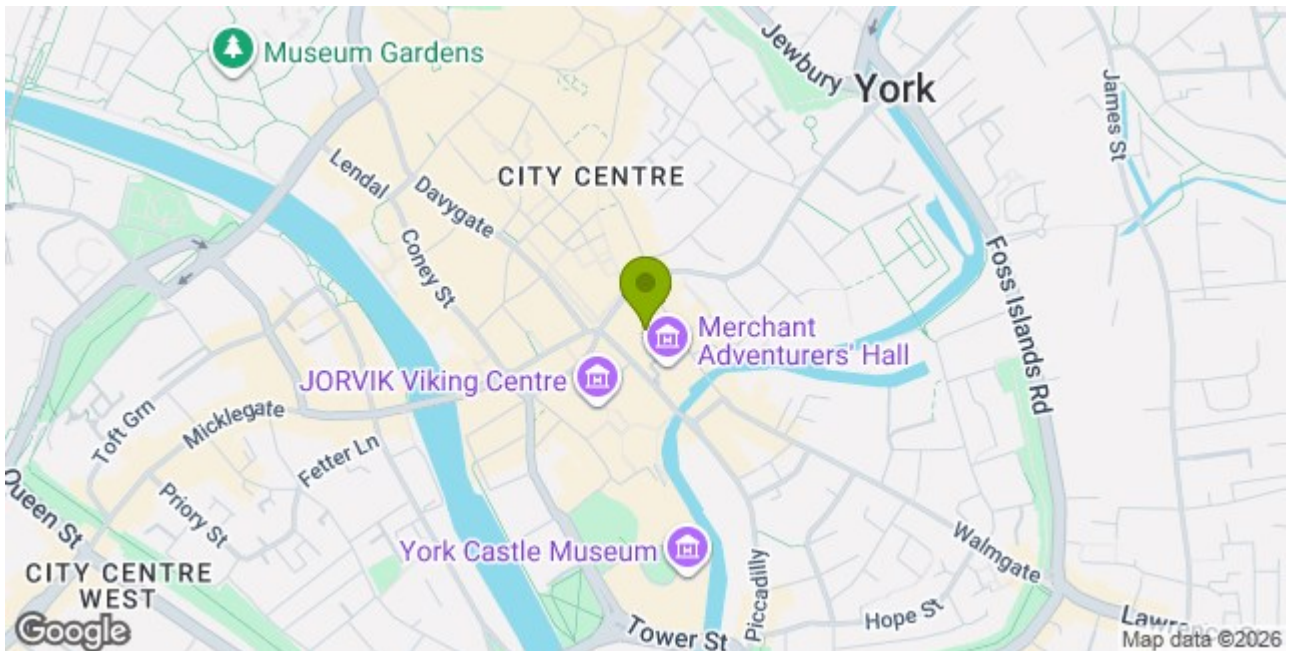 Museum Gardens
Jewbury
York
James St
Lendal
Davygate
CITY CENTRE
Coney St
Foss Islands Rd
Merchant
Adventurers' Hall
JORVIK Viking Centre
Toft Grn
Micklegate
Fetter Ln
Priory St
Queen St
York Castle Museum
Piccadilly
Walmgate
CITY CENTRE
WEST
Hope St
Tower St
Google
Map data ©2026